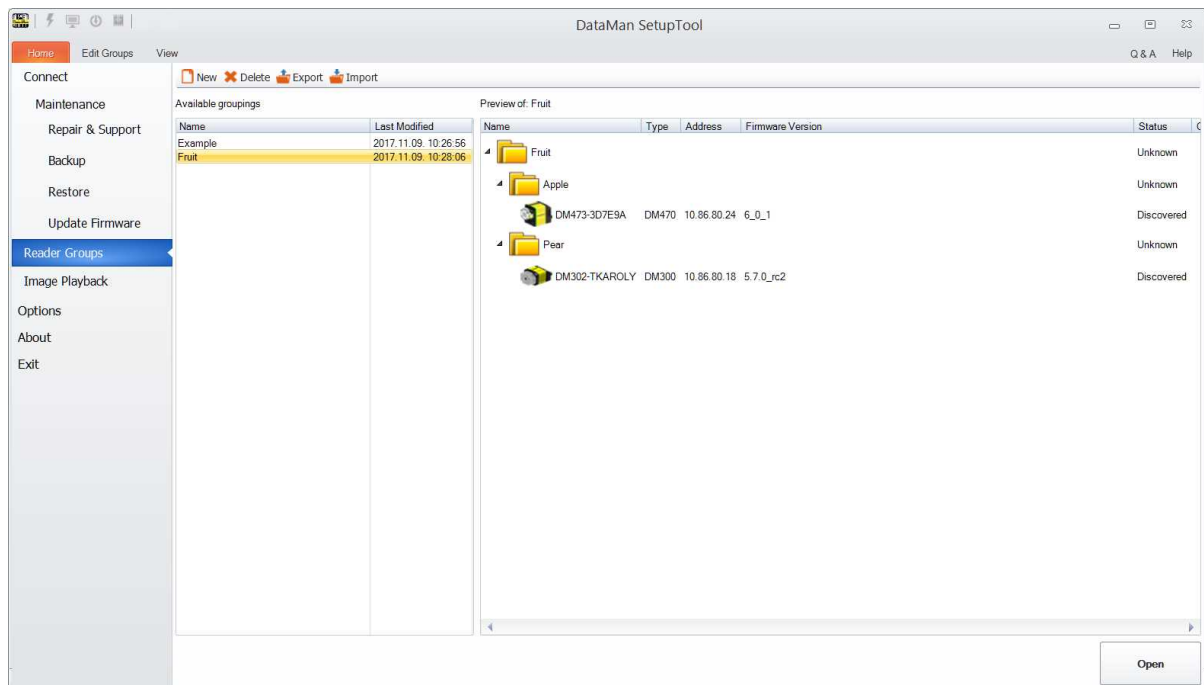 DataMan SetupTool
Home Edit Groups View Q & A Help
Connect
Maintenance
Repair & Support
Backup
Restore
Update Firmware
Reader Groups
Image Playback
Options
About
Exit
New Delete Export Import
Available groupings
Name Last Modified
Example 2017.11.09. 10:26:56
Fruit 2017.11.09. 10:28:06
Preview of: Fruit
Name Type Address Firmware Version Status
Fruit Unknown
Apple Unknown
DM473-3D7E9A DM470 10.86.80.24 6_0_1 Discovered
Pear Unknown
DM302-TKAROLY DM300 10.86.80.18 5.7.0_rc2 Discovered
Open